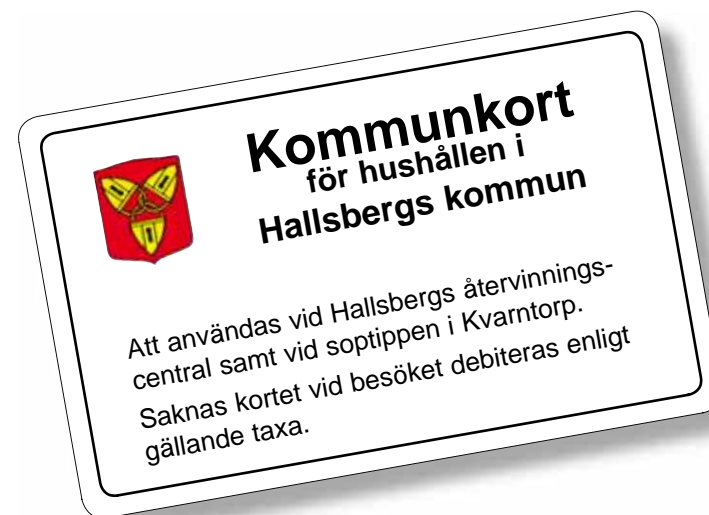 Kommunkort
för hushållen i
Hallsbergs kommun
Att användas vid Hallsbergs återvinnings-
central samt vid soptippen i Kvarntorp.
Saknas kortet vid besöket debiteras enligt
gällande taxa.